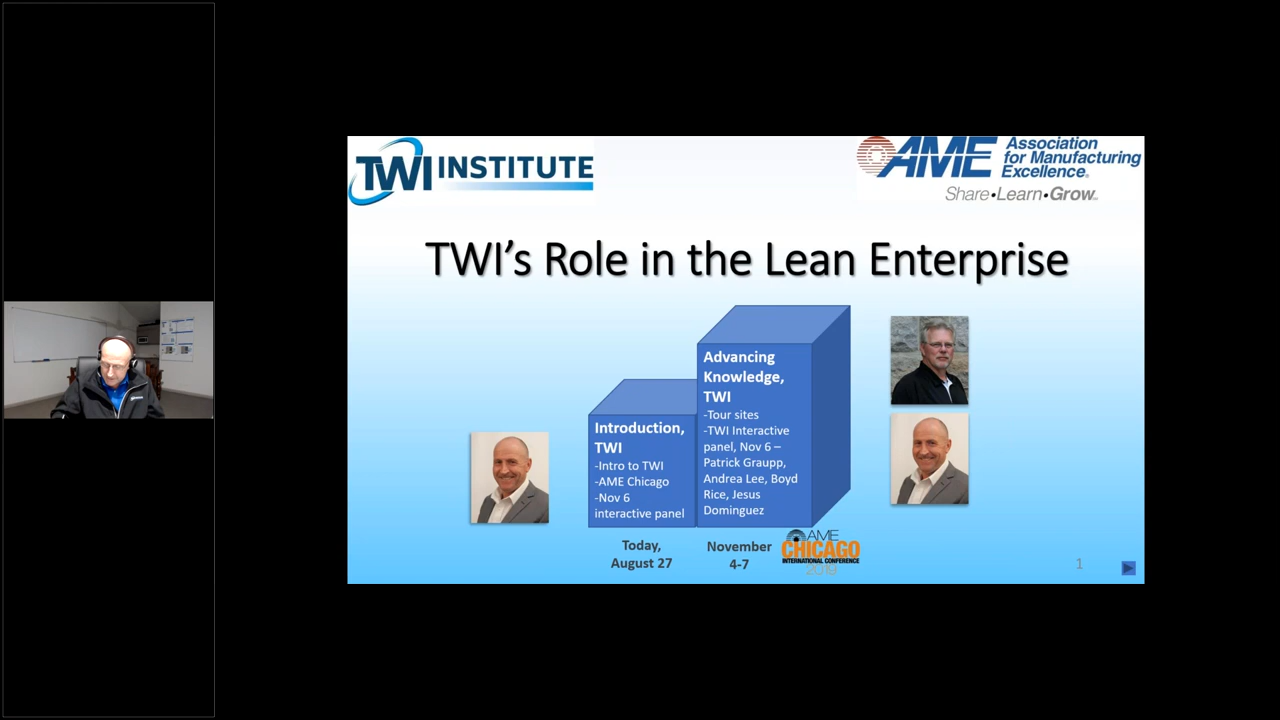 TWI INSTITUTE
AME Association
for Manufacturing
Excellence®
Share•Learn•Grow
TWI's Role in the Lean Enterprise
Introduction,
TWI
-Intro to TWI
-AME Chicago
-Nov 6
interactive panel
Advancing
Knowledge,
TWI
-Tour sites
-TWI Interactive
panel, Nov 6 –
Patrick Graupp,
Andrea Lee, Boyd
Rice, Jesus
Dominguez
Today,
August 27
November
4-7
AME
CHICAGO
INTERNATIONAL CONFERENCE
2019
1